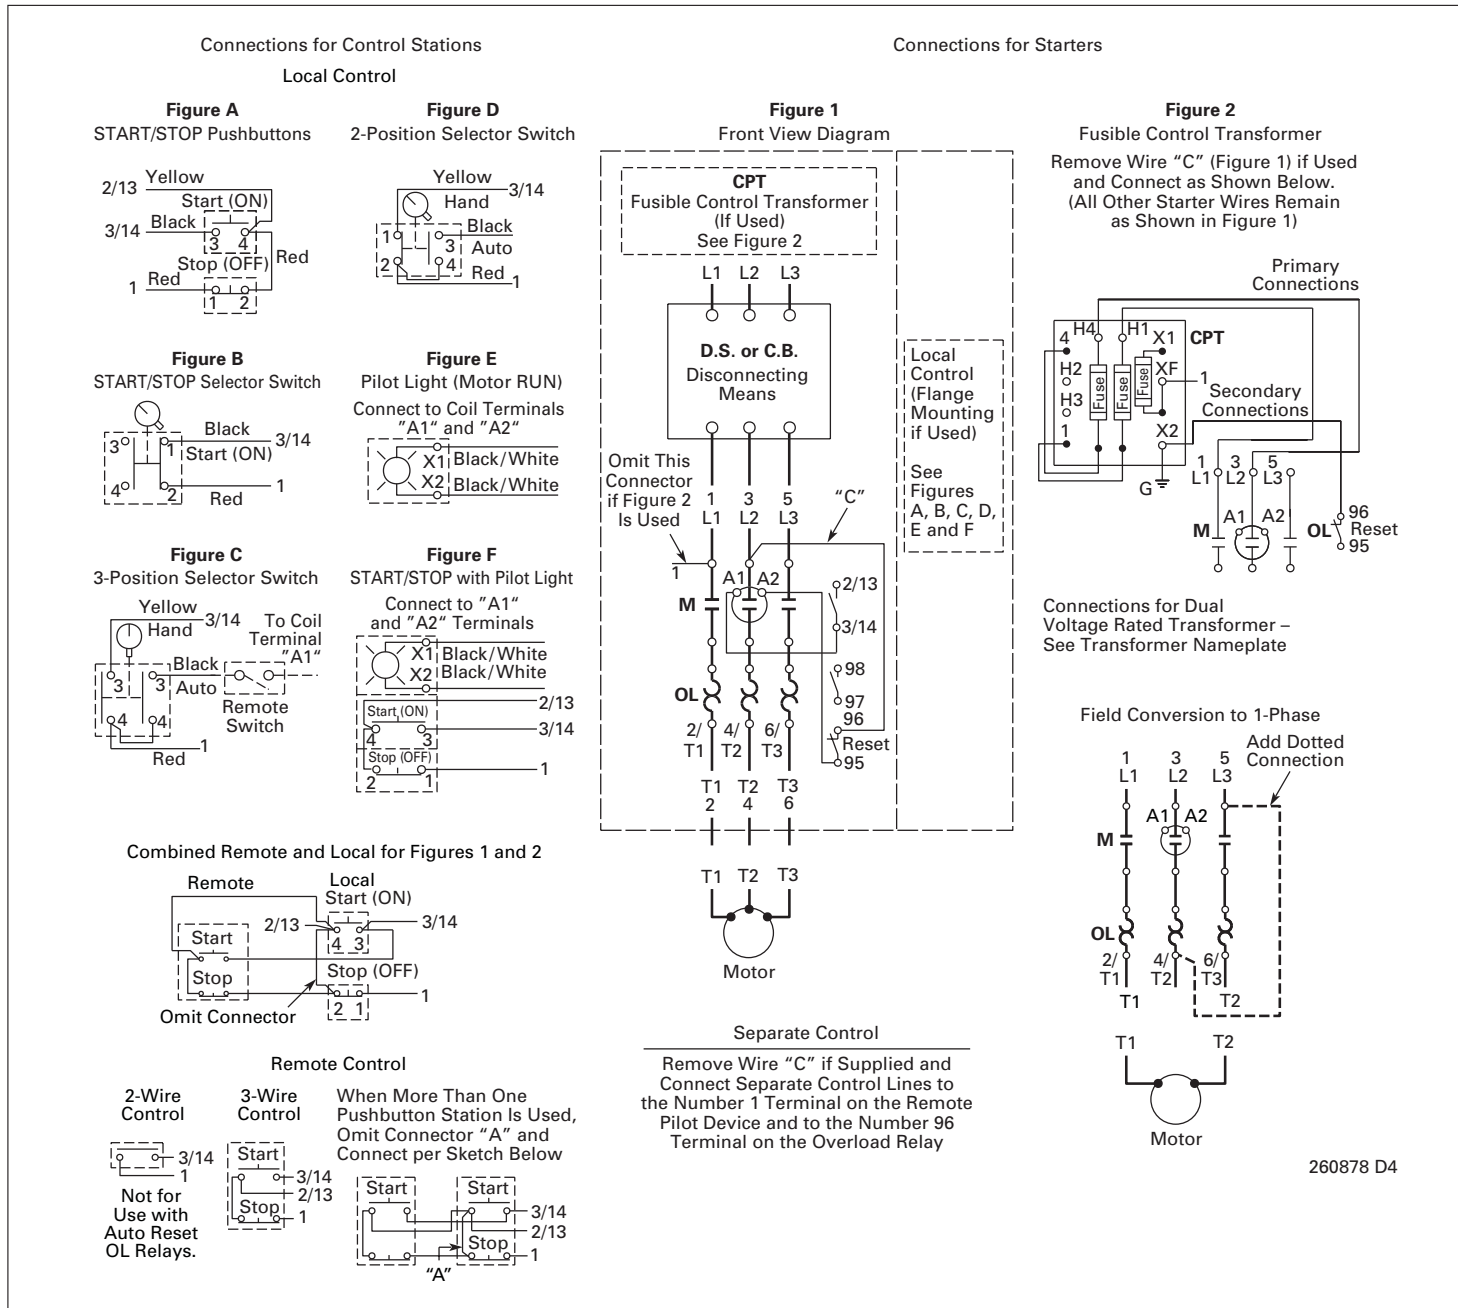 Connections for Control Stations
Local Control
Figure A
START/STOP Pushbuttons
2/13
Yellow
Start (ON)
3/14
Black
3 4
Stop (OFF)
Red
1
Red
1 2
Figure D
2-Position Selector Switch
Yellow
3/14
Hand
1
Black
3
Auto
2
4
Red
1
Figure B
START/STOP Selector Switch
3
1
Black
3/14
Start (ON)
4
2
1
Red
Figure E
Pilot Light (Motor RUN)
Connect to Coil Terminals
"A1" and "A2"
X1 Black/White
X2 Black/White
Figure C
3-Position Selector Switch
Yellow
3/14
Hand
To Coil
Terminal
"A1"
3
3
Black
Auto
4
4
Remote
Switch
1
Red
Figure F
START/STOP with Pilot Light
Connect to "A1"
and "A2" Terminals
X1 Black/White
X2 Black/White
2/13
Start (ON)
3/14
4 3
Stop (OFF)
1
2 1
Combined Remote and Local for Figures 1 and 2
Remote
Local
Start (ON)
2/13
3/14
4 3
Start
Stop
Stop (OFF)
1
2 1
Omit Connector
Remote Control
2-Wire
Control
3/14
1
Not for
Use with
Auto Reset
OL Relays.
3-Wire
Control
Start
3/14
2/13
Stop
1
When More Than One
Pushbutton Station Is Used,
Omit Connector “A” and
Connect per Sketch Below
Start
Start
3/14
2/13
Stop
1
“A”
Connections for Starters
Figure 1
Front View Diagram
CPT
Fusible Control Transformer
(If Used)
See Figure 2
L1 L2 L3
D.S. or C.B.
Disconnecting
Means
Local
Control
(Flange
Mounting
if Used)
See
Figures
A, B, C, D,
E and F
Omit This
Connector
if Figure 2
Is Used
1 3 5
L1 L2 L3
“C”
1
A1 A2
2/13
M
3/14
98
OL
97
96
2/ 4/ 6/
T1 T2 T3
Reset
95
T1 T2 T3
2 4 6
T1 T2 T3
Motor
Separate Control
Remove Wire “C” if Supplied and
Connect Separate Control Lines to
the Number 1 Terminal on the Remote
Pilot Device and to the Number 96
Terminal on the Overload Relay
Figure 2
Fusible Control Transformer
Remove Wire “C” (Figure 1) if Used
and Connect as Shown Below.
(All Other Starter Wires Remain
as Shown in Figure 1)
Primary
Connections
4
H4
H1
X1
CPT
H2
XF
H3
Fuse
Fuse
Fuse
1
Secondary
Connections
1
X2
G
1 3 5
L1 L2 L3
96
M
A1 A2
OL
Reset
95
Connections for Dual
Voltage Rated Transformer –
See Transformer Nameplate
Field Conversion to 1-Phase
1 3 5
L1 L2 L3
Add Dotted
Connection
A1 A2
M
OL
2/ 4/ 6/
T1 T2 T3
T1 T2
T1 T2
Motor
260878 D4